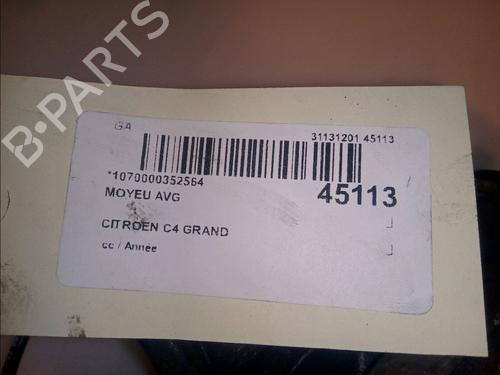 B-PARTS
GA
31131201 45113
*1070000352564
45113
MOYEU AVG
CITROEN C4 GRAND
cc / Année